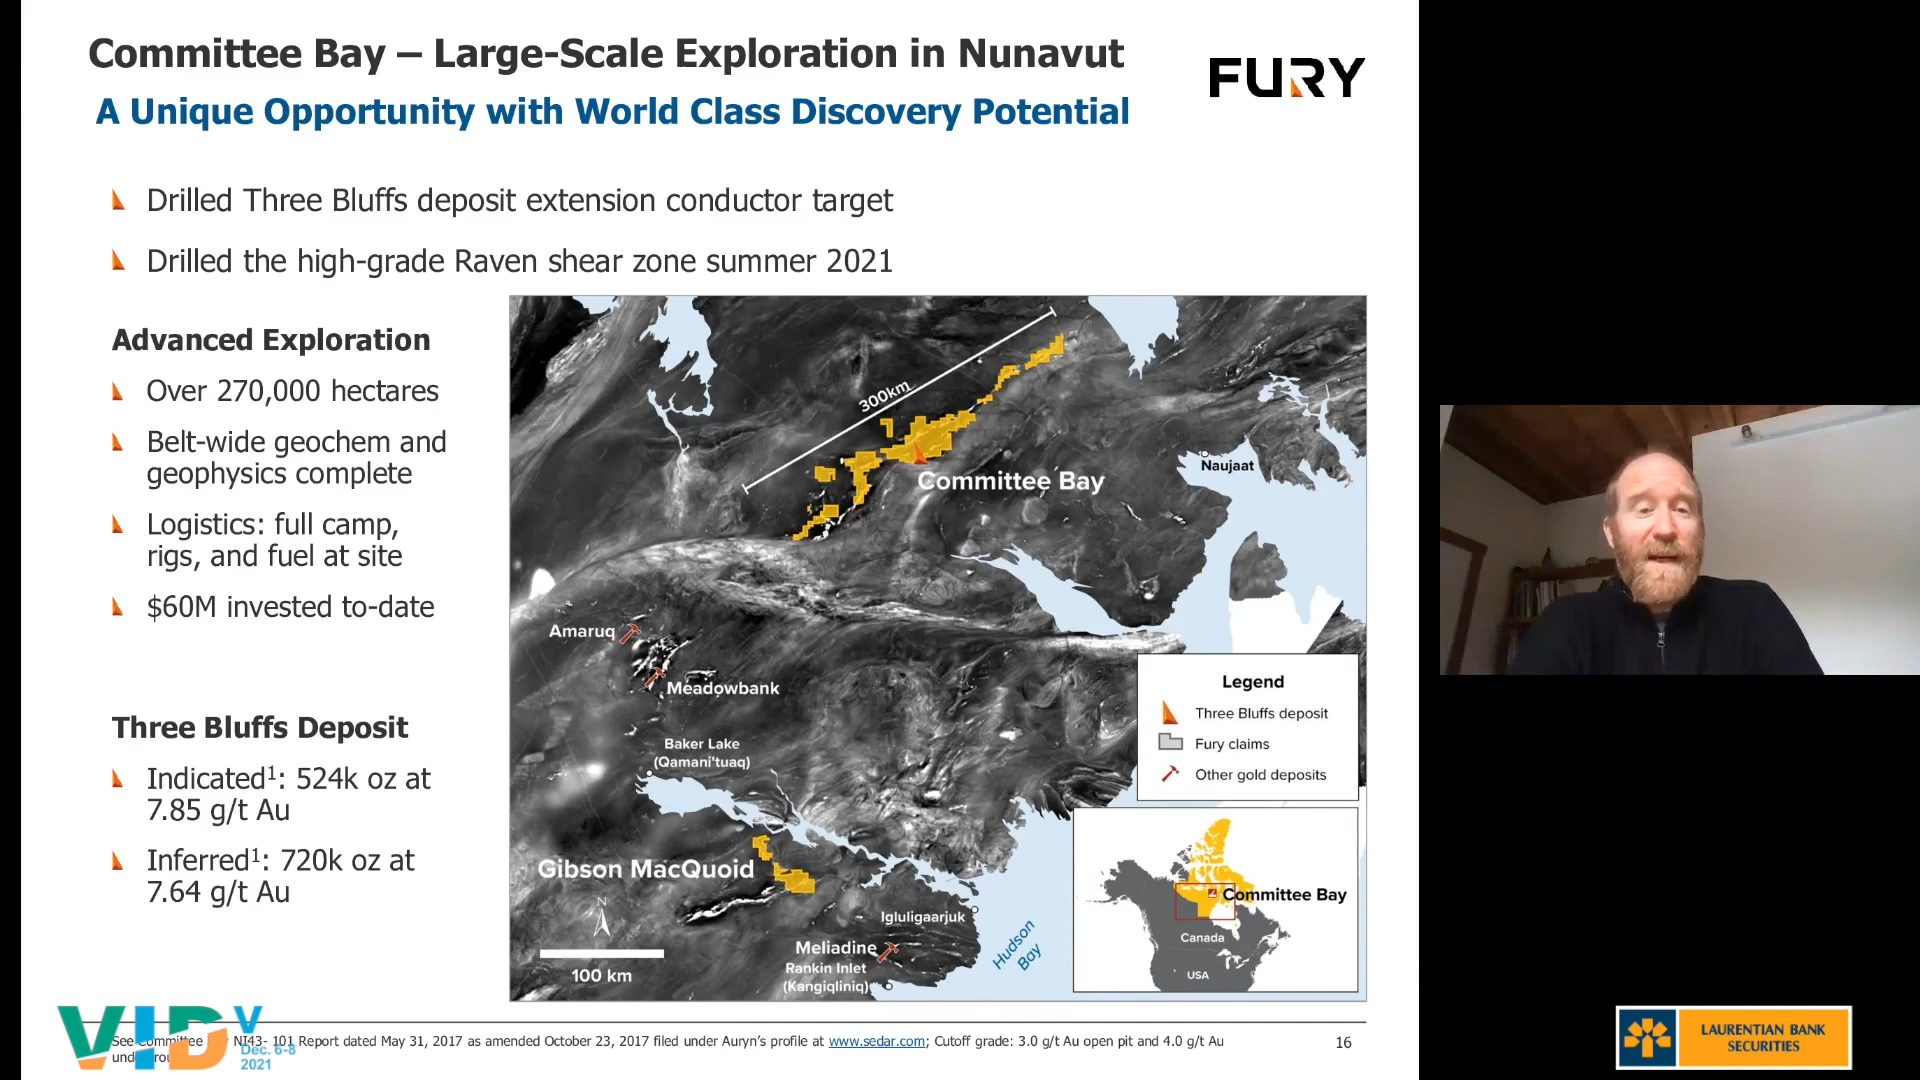 Committee Bay – Large-Scale Exploration in Nunavut
A Unique Opportunity with World Class Discovery Potential
FURY
Drilled Three Bluffs deposit extension conductor target
Drilled the high-grade Raven shear zone summer 2021
Advanced Exploration
Over 270,000 hectares
Belt-wide geochem and
geophysics complete
Logistics: full camp,
rigs, and fuel at site
$60M invested to-date
Three Bluffs Deposit
Indicated¹: 524k oz at
7.85 g/t Au
Inferred¹: 720k oz at
7.64 g/t Au
300km
Committee Bay
Naujaat
Amaruq
Meadowbank
Baker Lake
(Qamani'tuaq)
Gibson MacQuoid
N
100 km
Igluligaarjuk
Meliadine
Rankin Inlet
(Kangiqliniq)
Hudson
Bay
Legend
Three Bluffs deposit
Fury claims
Other gold deposits
Committee Bay
Canada
USA
VID
V
Dec. 6-8
2021
See Committee NI43- 101 Report dated May 31, 2017 as amended October 23, 2017 filed under Auryn's profile at www.sedar.com; Cutoff grade: 3.0 g/t Au open pit and 4.0 g/t Au
16
LAURENTIAN BANK
SECURITIES